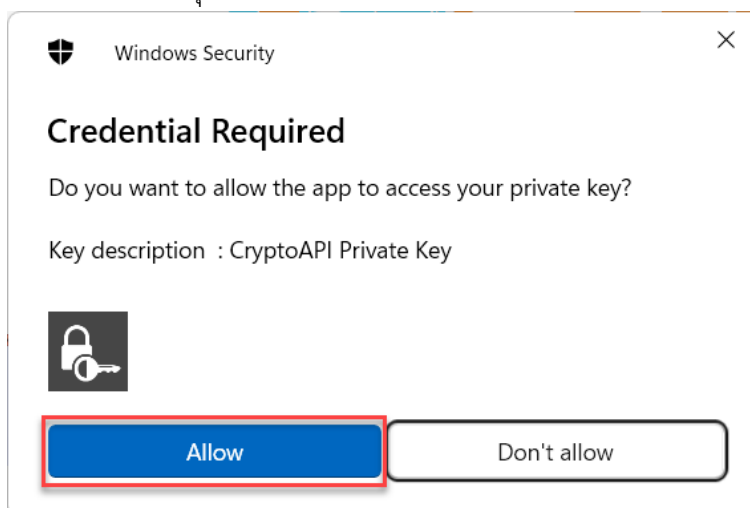 Windows Security
Credential Required
Do you want to allow the app to access your private key?
Key description : CryptoAPI Private Key
Allow
Don't allow